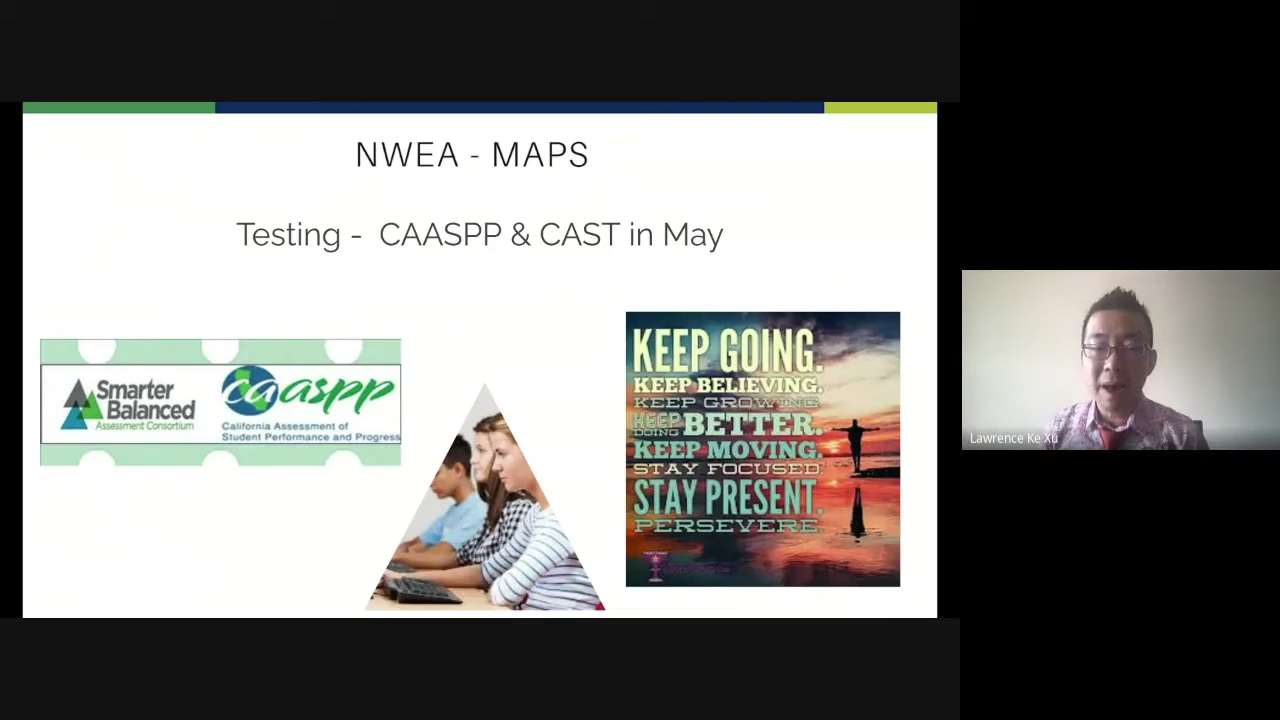 NWEA - MAPS
Testing - CAASPP & CAST in May
Smarter
Balanced
Assessment Consortium
caaspp
California Assessment of
Student Performance and Progress
KEEP GOING.
KEEP BELIEVING.
KEEP GROWING
KEEP DOING BETTER.
KEEP MOVING.
STAY FOCUSED
STAY PRESENT.
PERSEVERE.
Lawrence Ke Xu